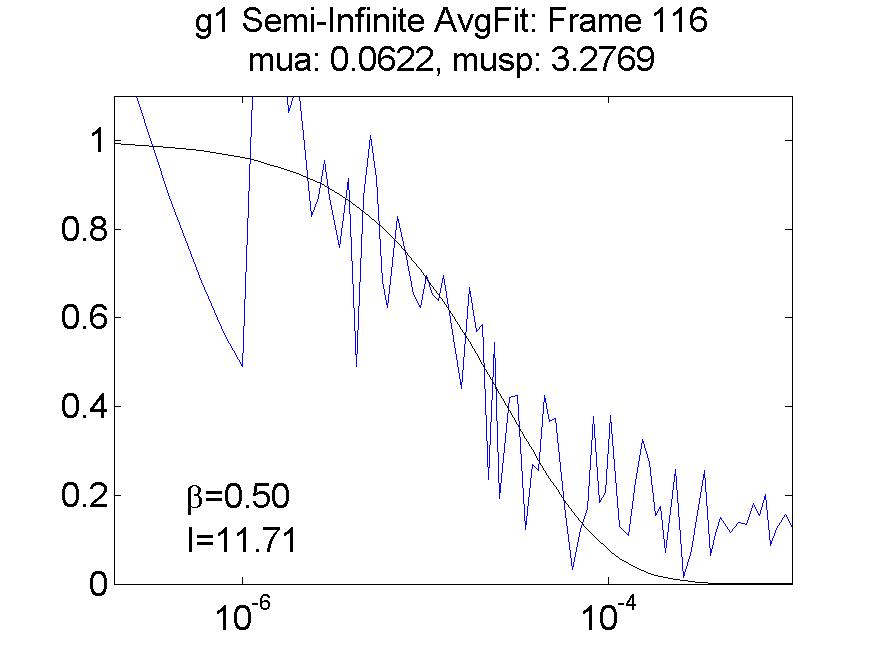 g1 Semi-Infinite AvgFit: Frame 116
mua: 0.0622, musp: 3.2769
1
0.8
0.6
0.4
0.2
0
β=0.50
I=11.71
10^-6
10^-4